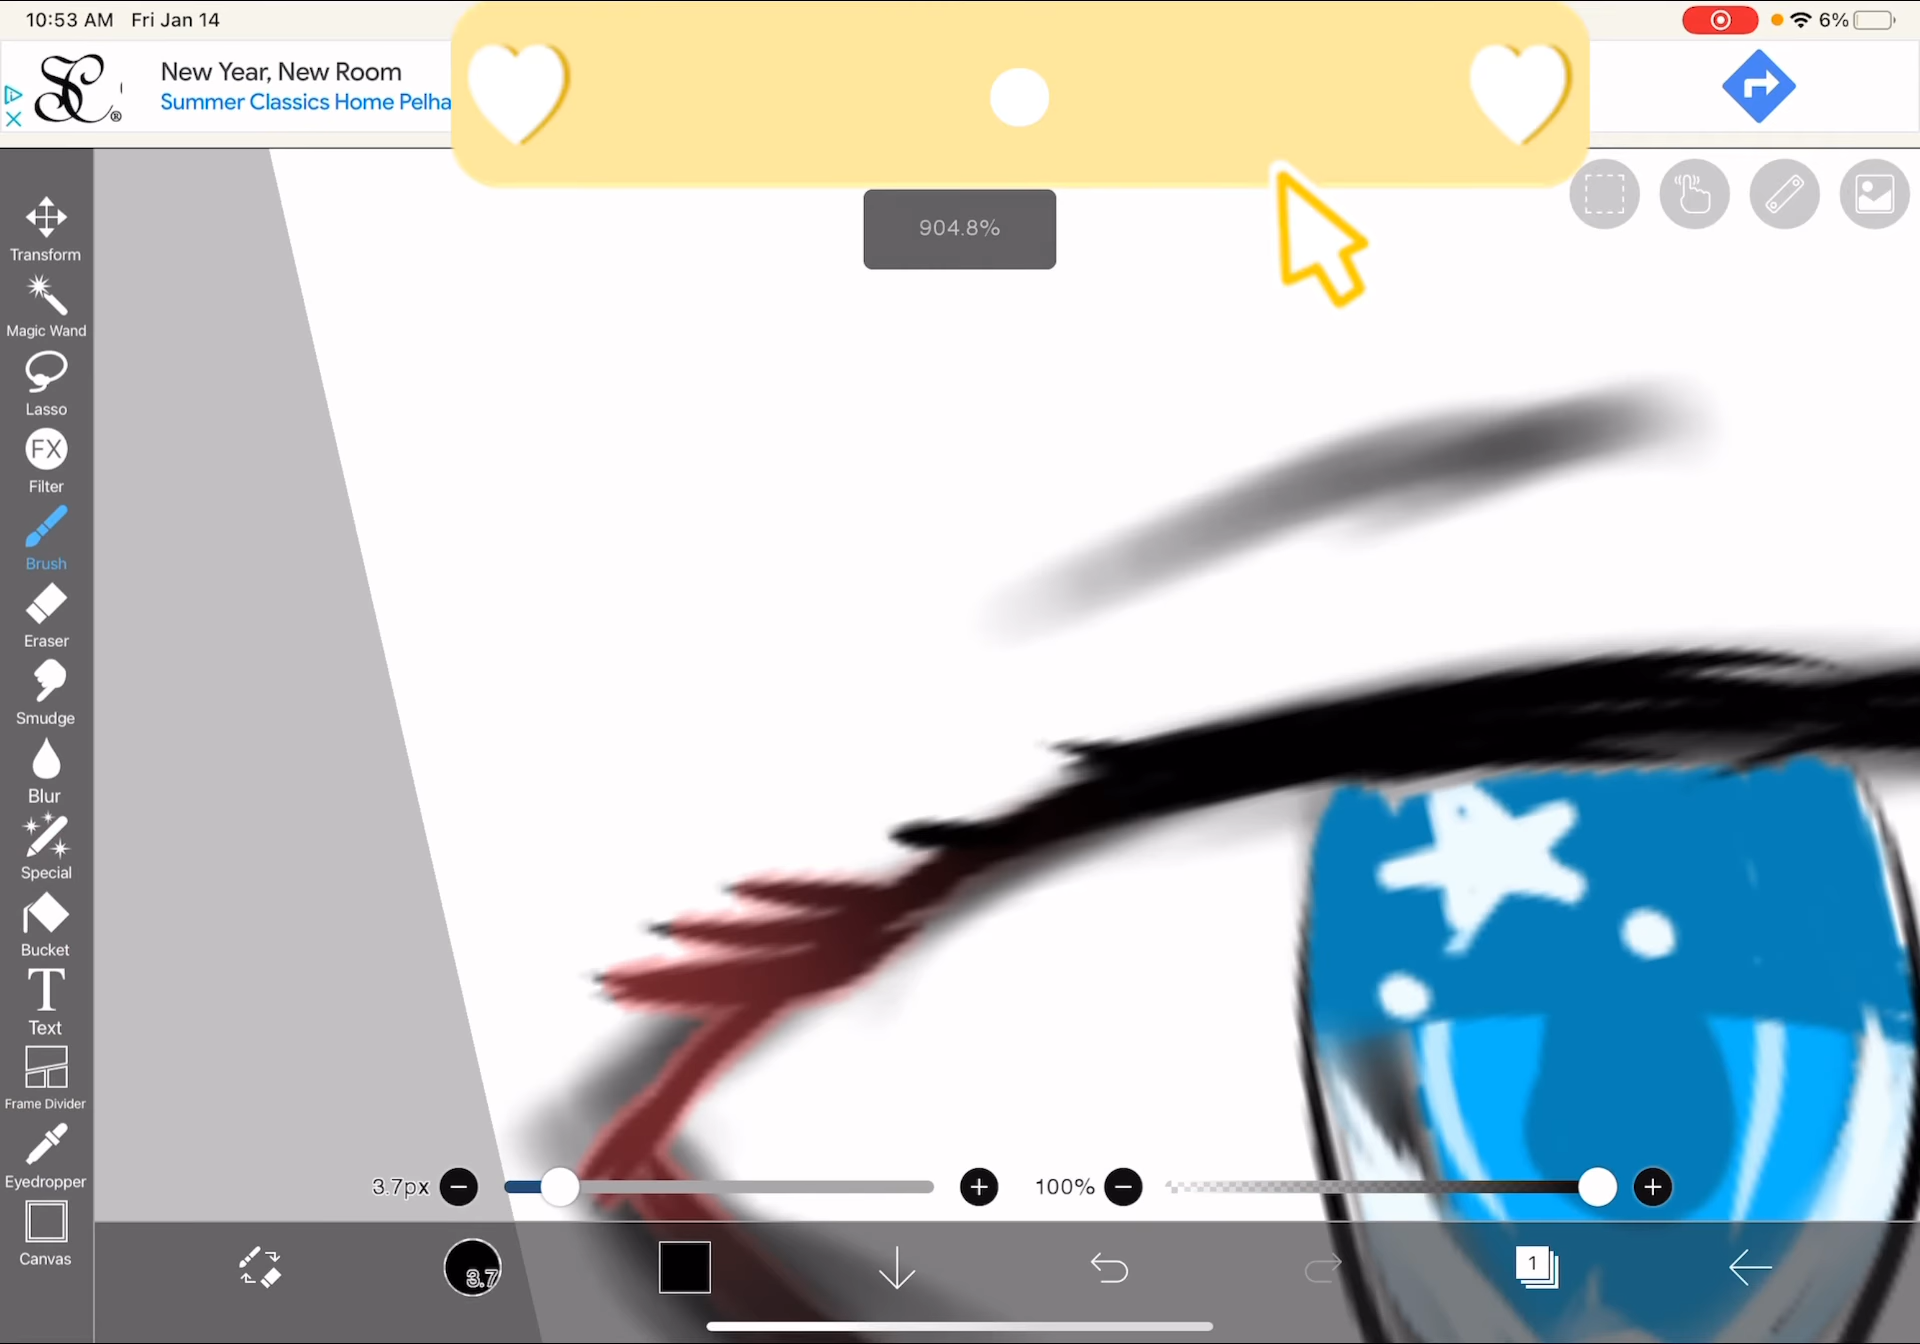 10:53 AM Fri Jan 14
6%
SC
®
New Year, New Room
Summer Classics Home Pelha
904.8%
Transform
Magic Wand
Lasso
FX
Filter
Brush
Eraser
Smudge
Blur
Special
Bucket
T
Text
Frame Divider
Eyedropper
Canvas
3.7px
100%
3.7
1